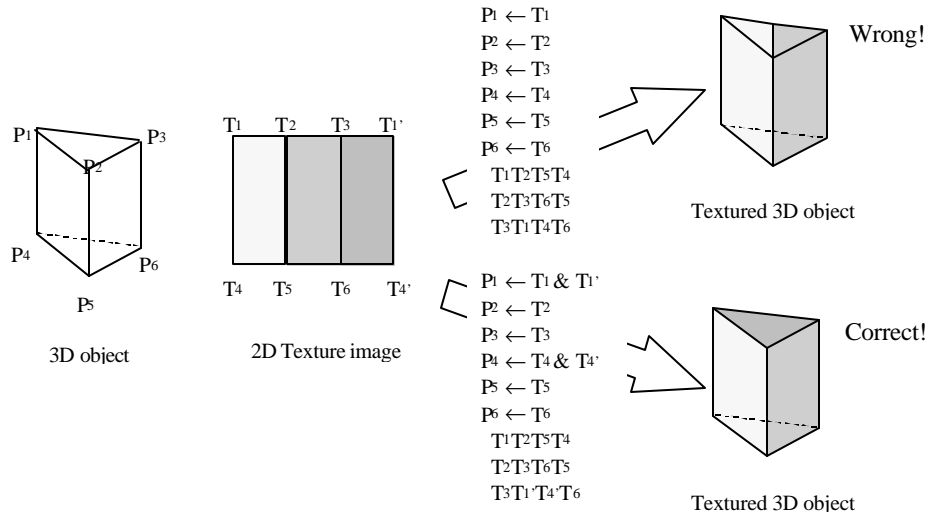 P1 ← T1
P2 ← T2
P3 ← T3
P4 ← T4
P5 ← T5
P6 ← T6
T1T2T5T4
T2T3T6T5
T3T1T4T6
Wrong!
Textured 3D object
P1
P3
P2
P4
P6
P5
3D object
T1 T2 T3 T1'
T4 T5 T6 T4'
2D Texture image
P1 ← T1 & T1'
P2 ← T2
P3 ← T3
P4 ← T4 & T4'
P5 ← T5
P6 ← T6
T1T2T5T4
T2T3T6T5
T3T1'T4'T6
Correct!
Textured 3D object